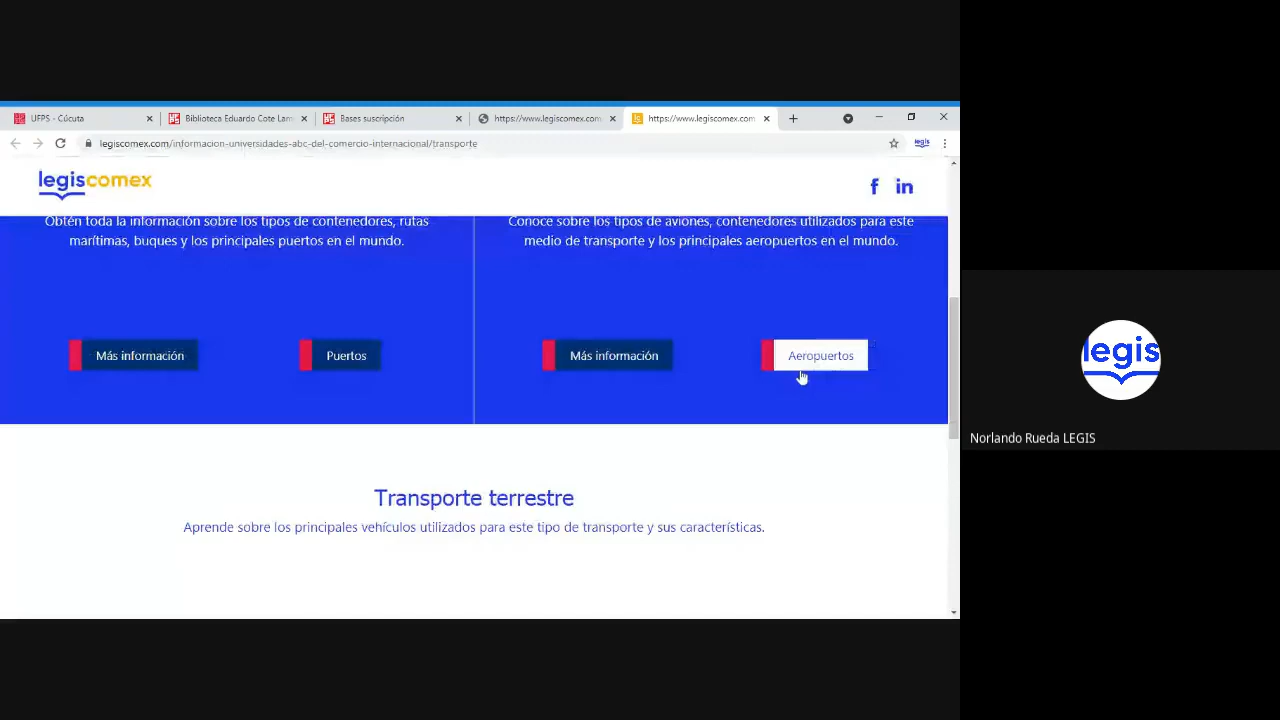 UFPS - Cúcuta
Biblioteca Eduardo Cote Lam
Bases suscripción
https://www.legiscomex.com
https://www.legiscomex.com
legiscomex.com/informacion-universidades-abc-del-comercio-internacional/transporte
legis
legiscomex
f in
Obtén toda la información sobre los tipos de contenedores, rutas
marítimas, buques y los principales puertos en el mundo.
Conoce sobre los tipos de aviones, contenedores utilizados para este
medio de transporte y los principales aeropuertos en el mundo.
Más información
Puertos
Más información
Aeropuertos
Transporte terrestre
Aprende sobre los principales vehículos utilizados para este tipo de transporte y sus características.
legis
Norlando Rueda LEGIS